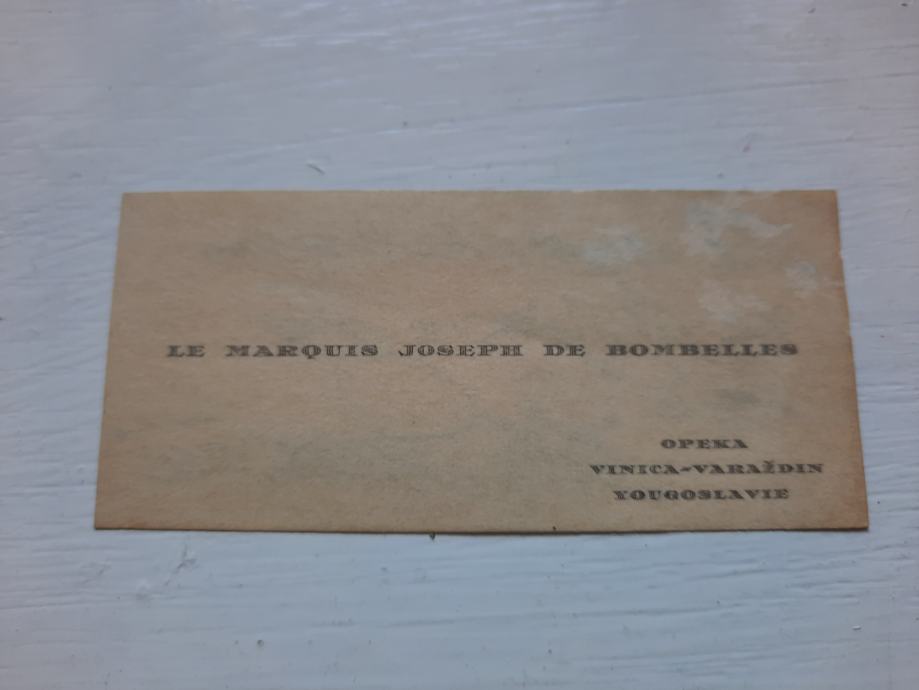 LE MARQUIS JOSEPH DE BOMBELLES
OPEKA
VINICA-VARAŽDIN
YOUGOSLAVIE